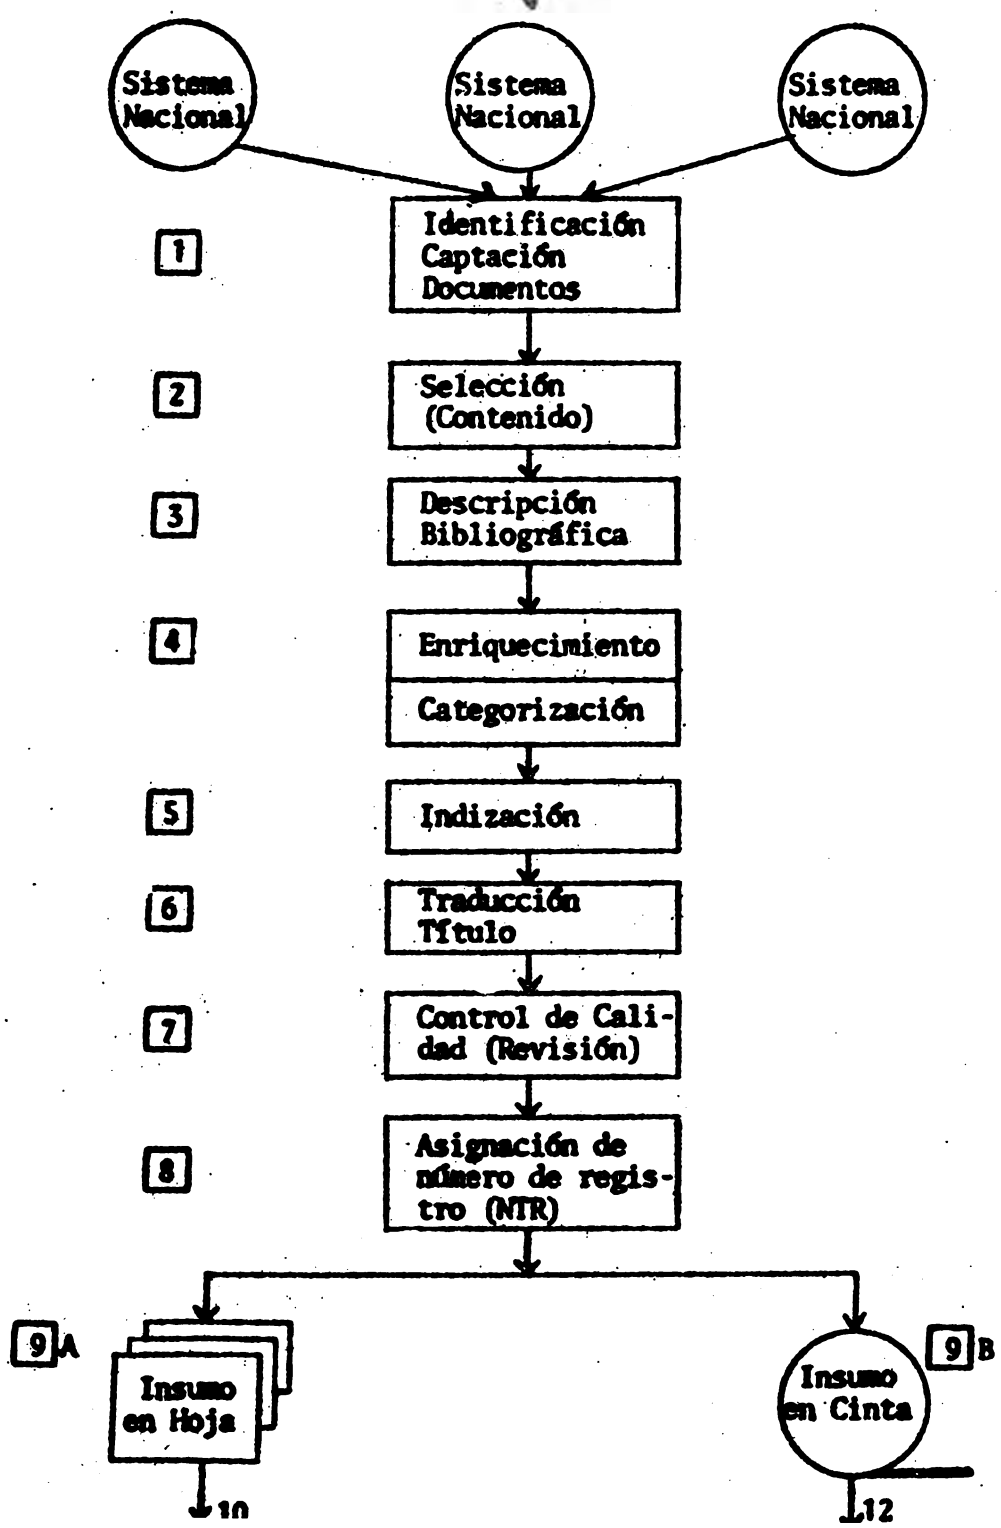 Sistema
Nacional
Sistema
Nacional
Sistema
Nacional
1
Identificación
Captación
Documentos
2
Selección
(Contenido)
3
Descripción
Bibliográfica
4
Enriquecimiento
Categorización
5
Indización
6
Traducción
Título
7
Control de Cali-
dad (Revisión)
8
Asignación de
número de regis-
tro (NTR)
9 A
Insumo
en Hoja
9 B
Insumo
en Cinta
10
12